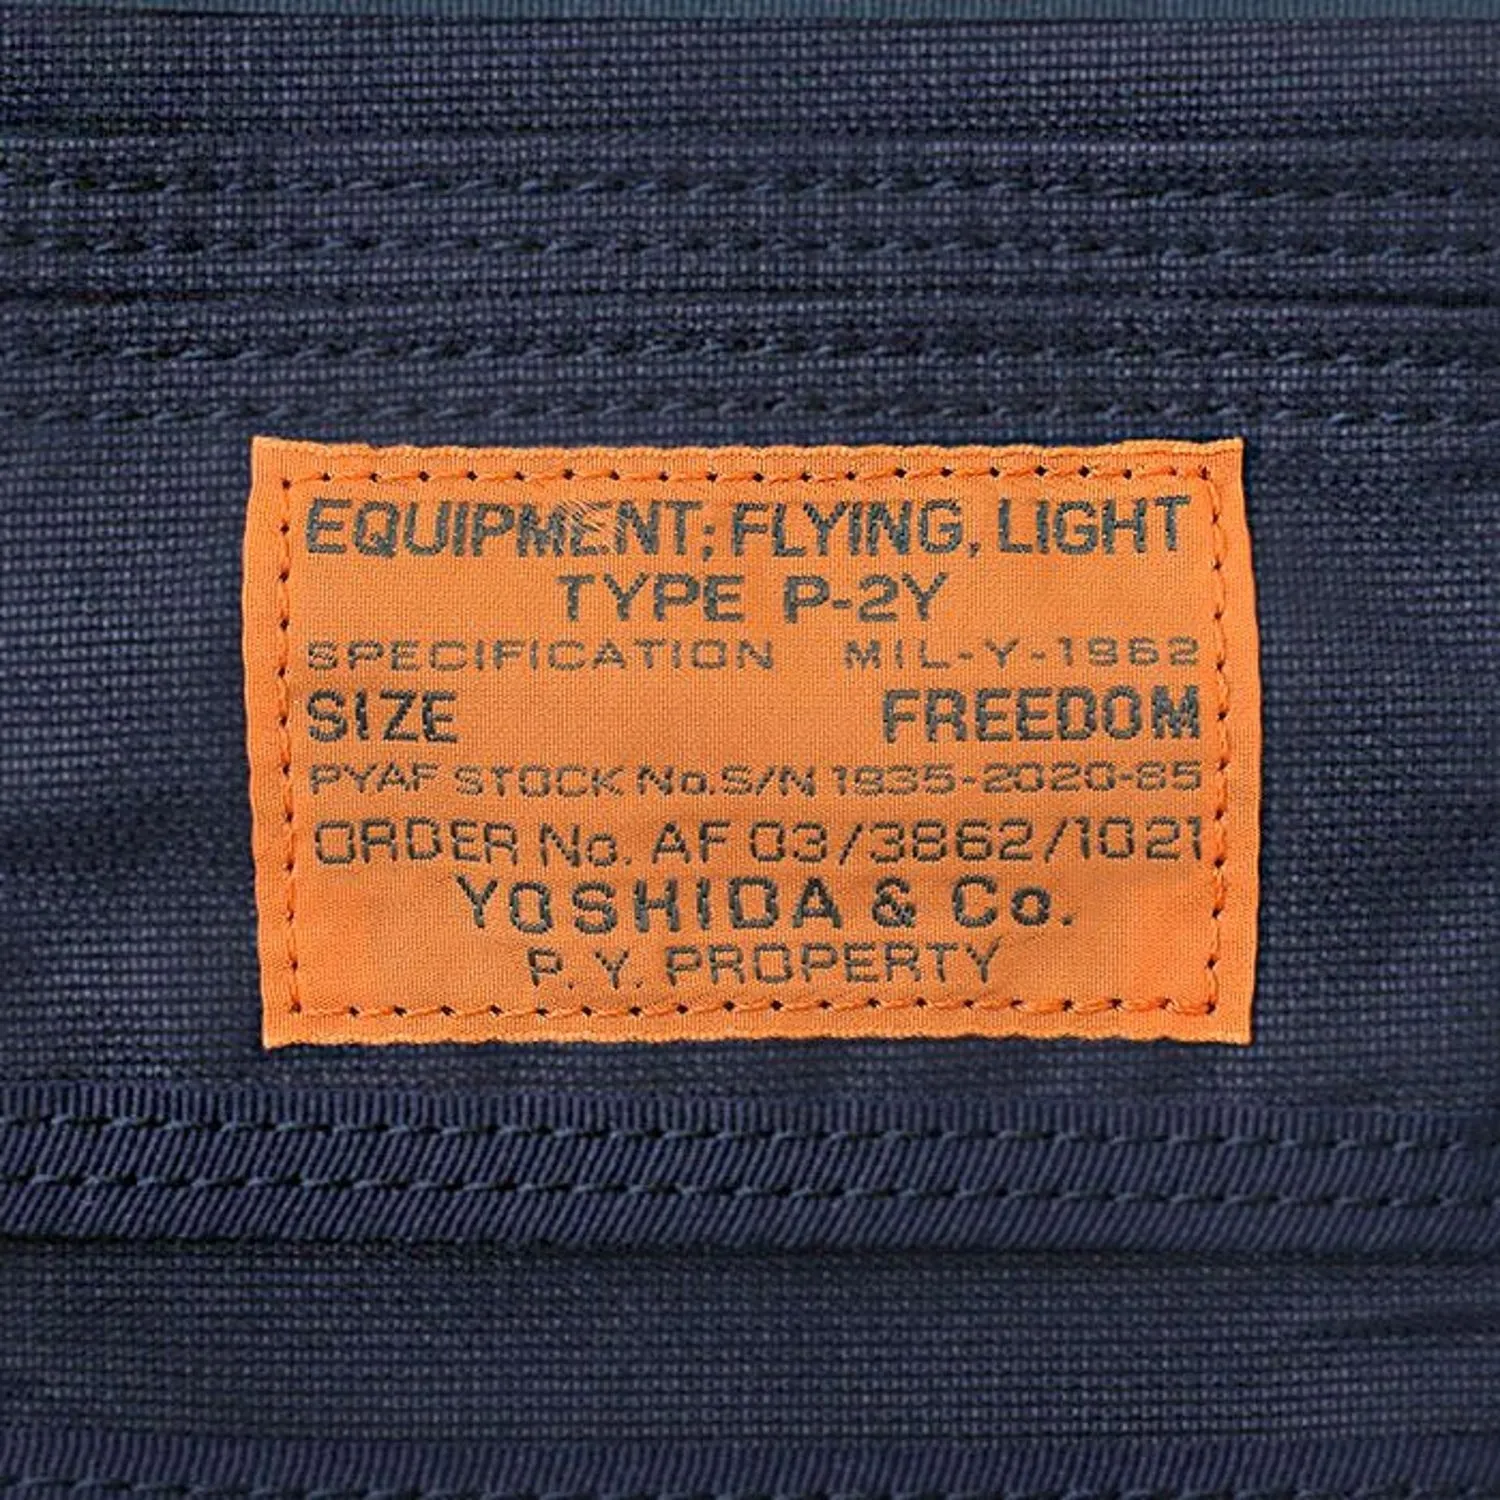 EQUIPMENT; FLYING, LIGHT
TYPE P-2Y
SPECIFICATION MIL-Y-1962
SIZE FREEDOM
PYAF STOCK No.S/N 1935-2020-85
ORDER No. AF 03/3862/1021
YOSHIDA & Co.
P. Y. PROPERTY